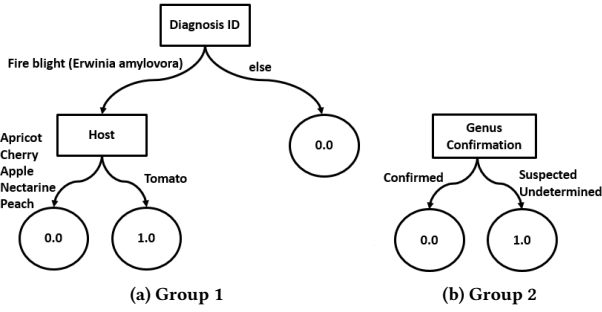 Diagnosis ID
Fire blight (Erwinia amylovora)
else
Host
0.0
Apricot
Cherry
Apple
Nectarine
Peach
Tomato
0.0
1.0
(a) Group 1
Genus
Confirmation
Confirmed
Suspected
Undetermined
0.0
1.0
(b) Group 2